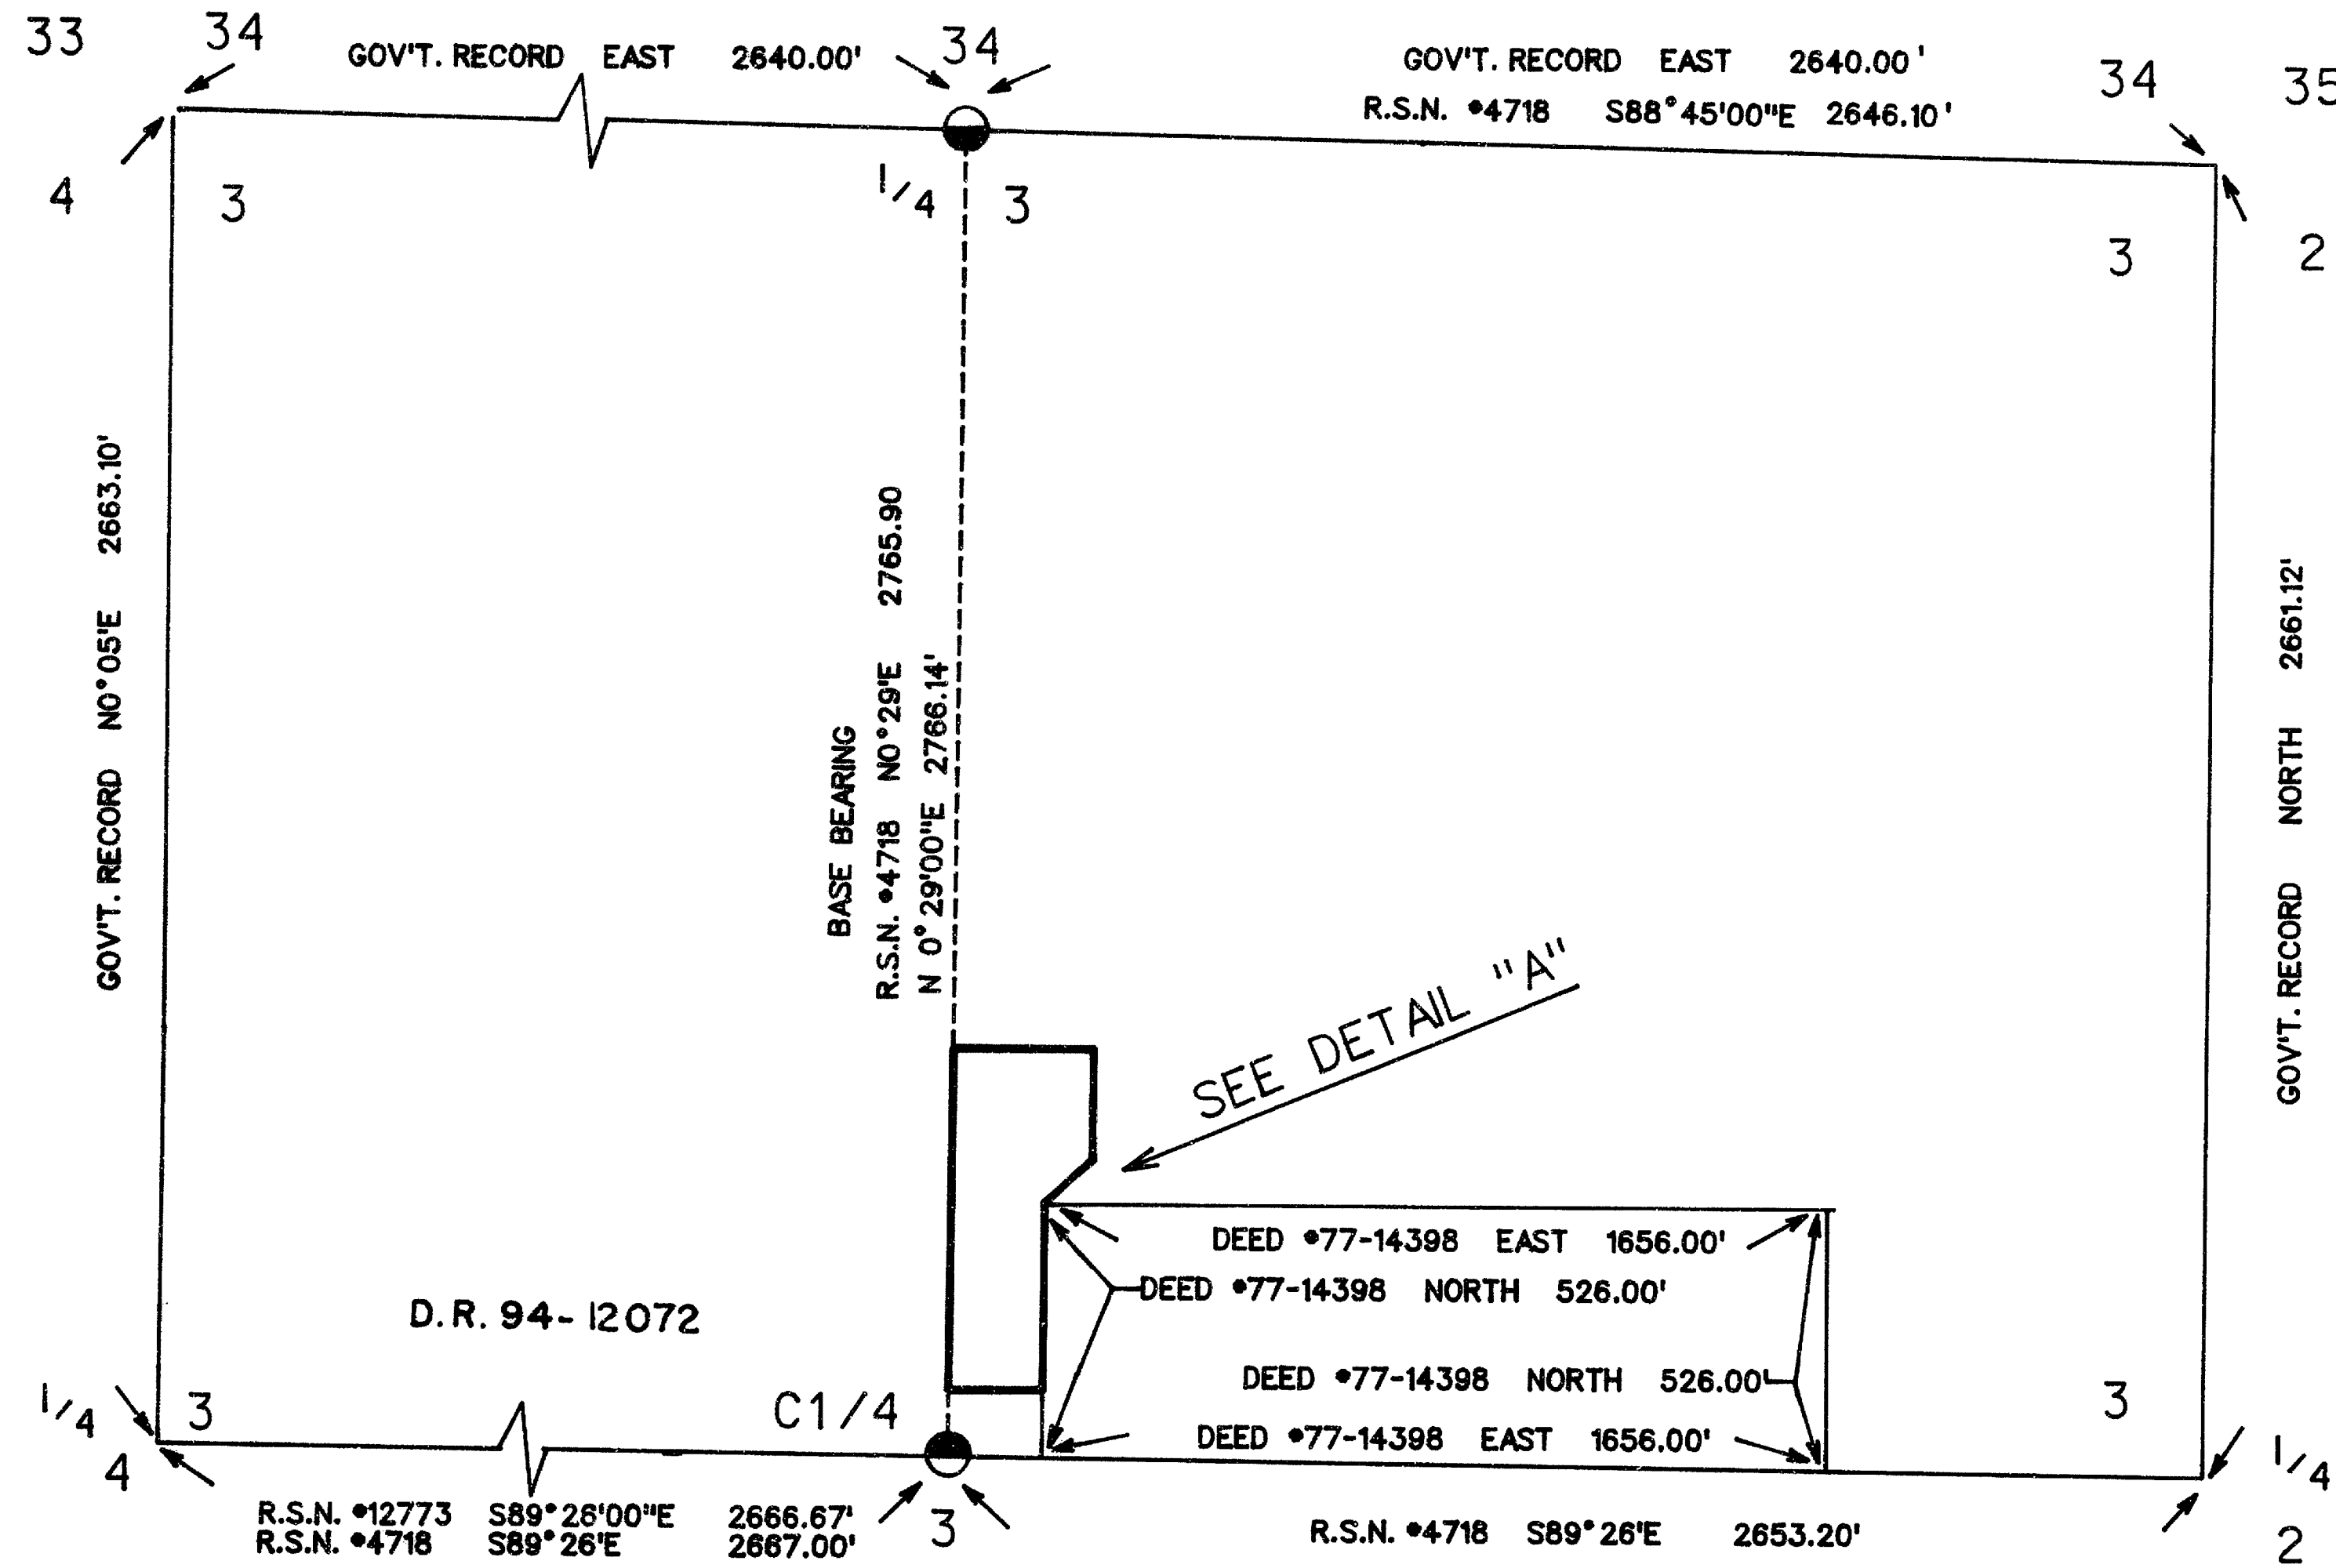 33
34
GOV'T. RECORD EAST 2640.00'
34
GOV'T. RECORD EAST 2640.00'
R.S.N. #4718 S88°45'00"E 2646.10'
34
35
4
3
1/4
3
3
2
GOV'T. RECORD N0°05'E 2663.10'
BASE BEARING
R.S.N. #4718 N0°29'E 2765.90
N 0°29'00"E 2766.14'
GOV'T. RECORD NORTH 2661.12'
SEE DETAIL "A"
DEED #77-14398 EAST 1656.00'
DEED #77-14398 NORTH 526.00'
D.R. 94-12072
DEED #77-14398 NORTH 526.00'
DEED #77-14398 EAST 1656.00'
1/4
3
C1/4
3
4
1/4
R.S.N. #12773 S89°26'00"E 2666.67'
R.S.N. #4718 S89°26'E 2667.00'
3
R.S.N. #4718 S89°26'E 2653.20'
2